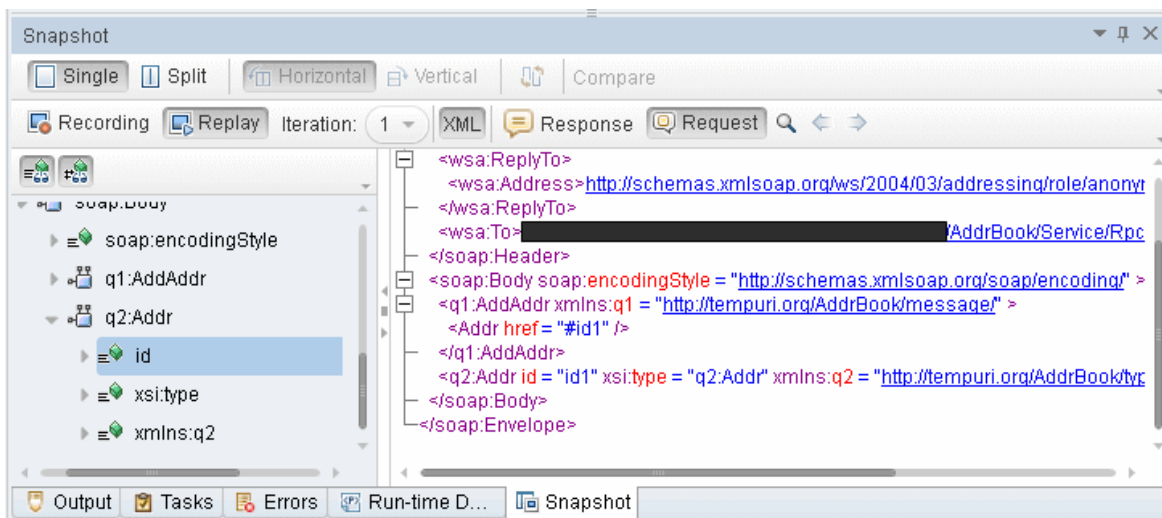 Snapshot
Single Split Horizontal Vertical Compare
Recording Replay Iteration: 1 XML Response Request
soap:Body
soap:encodingStyle
q1:AddAddr
q2:Addr
id
xsi:type
xmlns:q2
<wsa:ReplyTo>
<wsa:Address>http://schemas.xmlsoap.org/ws/2004/03/addressing/role/anonyr
</wsa:ReplyTo>
<wsa:To> /AddrBook/Service/Rpc
</soap:Header>
<soap:Body soap:encodingStyle = "http://schemas.xmlsoap.org/soap/encoding/" >
<q1:AddAddr xmlns:q1 = "http://tempuri.org/AddrBook/message/" >
<Addr href = "#id1" />
</q1:AddAddr>
<q2:Addr id = "id1" xsi:type = "q2:Addr" xmlns:q2 = "http://tempuri.org/AddrBook/typ
</soap:Body>
</soap:Envelope>
Output Tasks Errors Run-time D... Snapshot